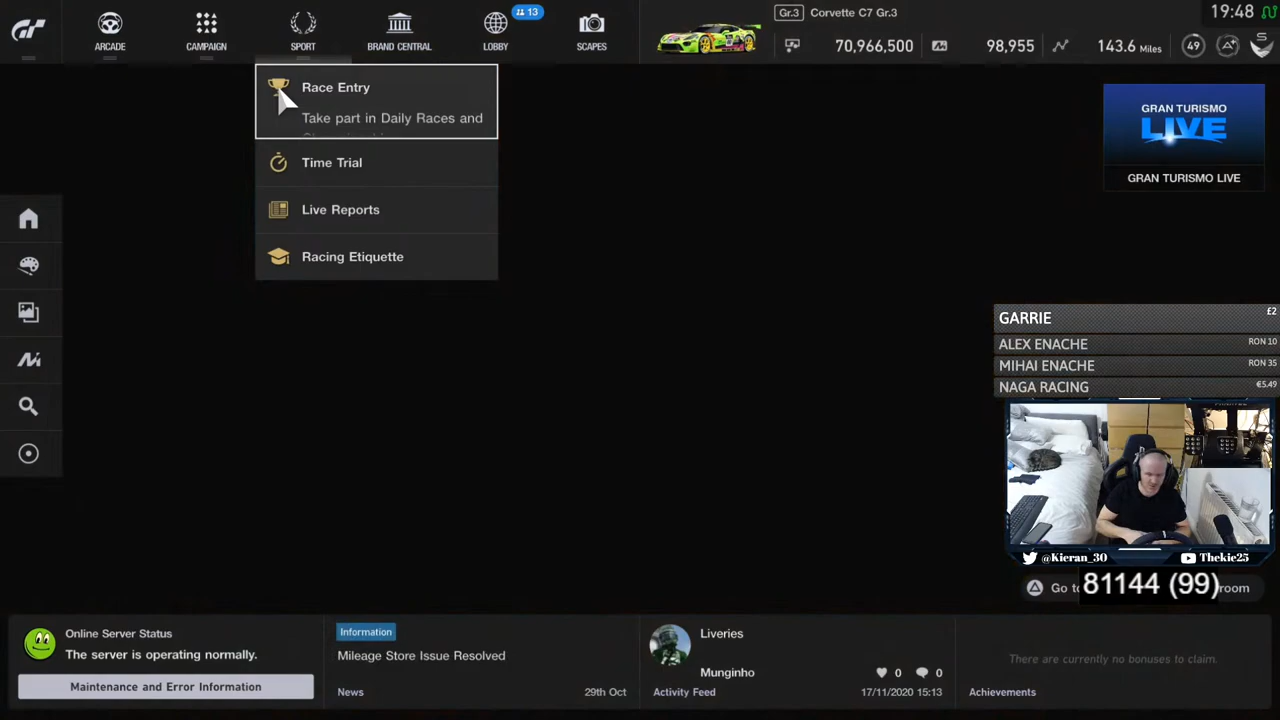 ARCADE
CAMPAIGN
SPORT
BRAND CENTRAL
13
LOBBY
SCAPES
Gr.3 Corvette C7 Gr.3
70,966,500
98,955
143.6 Miles
49
19:48
S
Race Entry
Take part in Daily Races and
Time Trial
Live Reports
Racing Etiquette
GRAN TURISMO
LIVE
GRAN TURISMO LIVE
GARRIE £2
ALEX ENACHE RON 10
MIHAI ENACHE RON 35
NAGA RACING €5.49
@Kieran_30
Thekie25
Go to
81144 (99)
room
Online Server Status
The server is operating normally.
Maintenance and Error Information
Information
Mileage Store Issue Resolved
News 29th Oct
Liveries
Munginho 0 0
Activity Feed 17/11/2020 15:13
There are currently no bonuses to claim.
Achievements